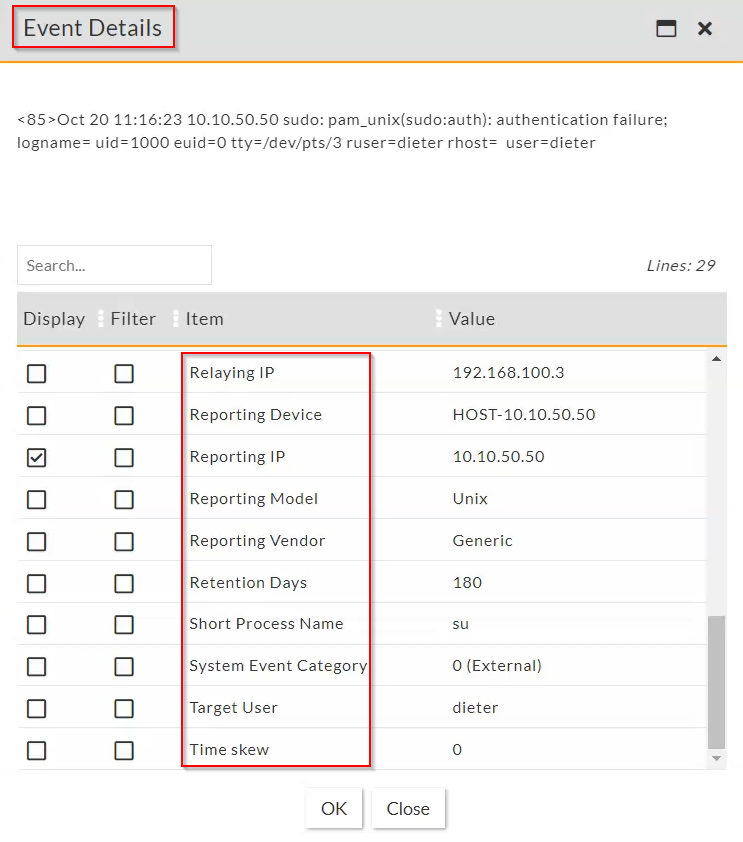 Event Details
<85>Oct 20 11:16:23 10.10.50.50 sudo: pam_unix(sudo:auth): authentication failure;
logname= uid=1000 euid=0 tty=/dev/pts/3 ruser=dieter rhost=  user=dieter
Search...
Lines: 29
Display Filter Item Value
Relaying IP 192.168.100.3
Reporting Device HOST-10.10.50.50
Reporting IP 10.10.50.50
Reporting Model Unix
Reporting Vendor Generic
Retention Days 180
Short Process Name su
System Event Category 0 (External)
Target User dieter
Time skew 0
OK Close